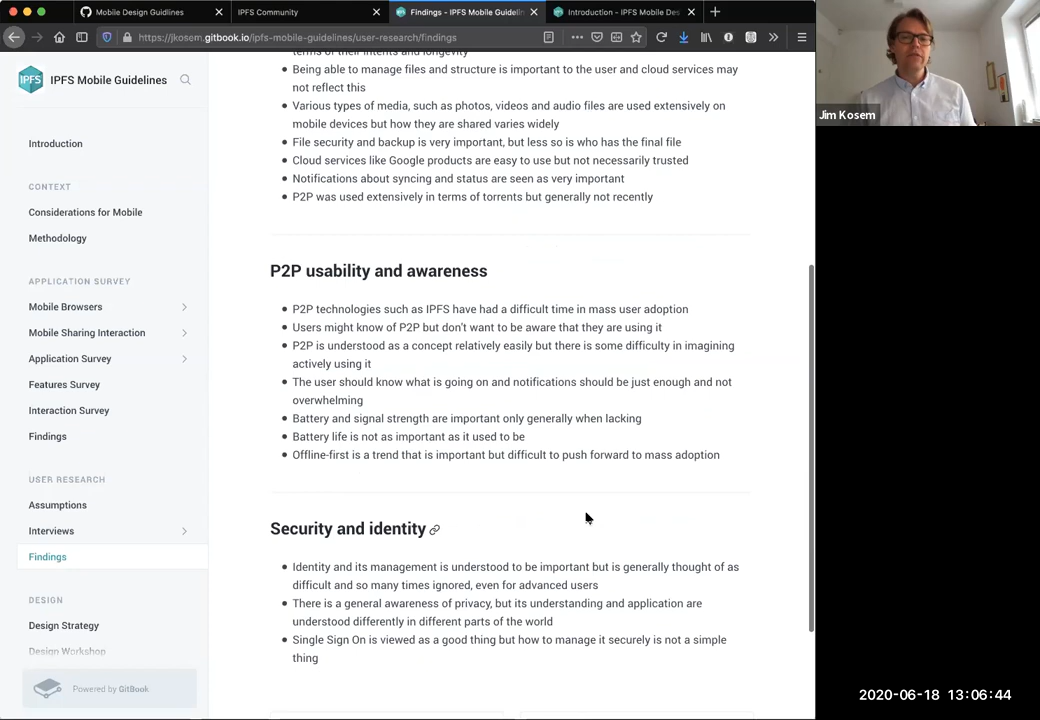 Mobile Design Guidlines
IPFS Community
Findings - IPFS Mobile Guidelin
Introduction - IPFS Mobile Des
https://jkosem.gitbook.io/ipfs-mobile-guidelines/user-research/findings
IPFS
IPFS Mobile Guidelines
Introduction
CONTEXT
Considerations for Mobile
Methodology
APPLICATION SURVEY
Mobile Browsers
Mobile Sharing Interaction
Application Survey
Features Survey
Interaction Survey
Findings
USER RESEARCH
Assumptions
Interviews
Findings
DESIGN
Design Strategy
Design Workshop
Powered by GitBook
terms of their intents and longevity
Being able to manage files and structure is important to the user and cloud services may
not reflect this
Various types of media, such as photos, videos and audio files are used extensively on
mobile devices but how they are shared varies widely
File security and backup is very important, but less so is who has the final file
Cloud services like Google products are easy to use but not necessarily trusted
Notifications about syncing and status are seen as very important
P2P was used extensively in terms of torrents but generally not recently
P2P usability and awareness
P2P technologies such as IPFS have had a difficult time in mass user adoption
Users might know of P2P but don't want to be aware that they are using it
P2P is understood as a concept relatively easily but there is some difficulty in imagining
actively using it
The user should know what is going on and notifications should be just enough and not
overwhelming
Battery and signal strength are important only generally when lacking
Battery life is not as important as it used to be
Offline-first is a trend that is important but difficult to push forward to mass adoption
Security and identity
Identity and its management is understood to be important but is generally thought of as
difficult and so many times ignored, even for advanced users
There is a general awareness of privacy, but its understanding and application are
understood differently in different parts of the world
Single Sign On is viewed as a good thing but how to manage it securely is not a simple
thing
Jim Kosem
2020-06-18 13:06:44